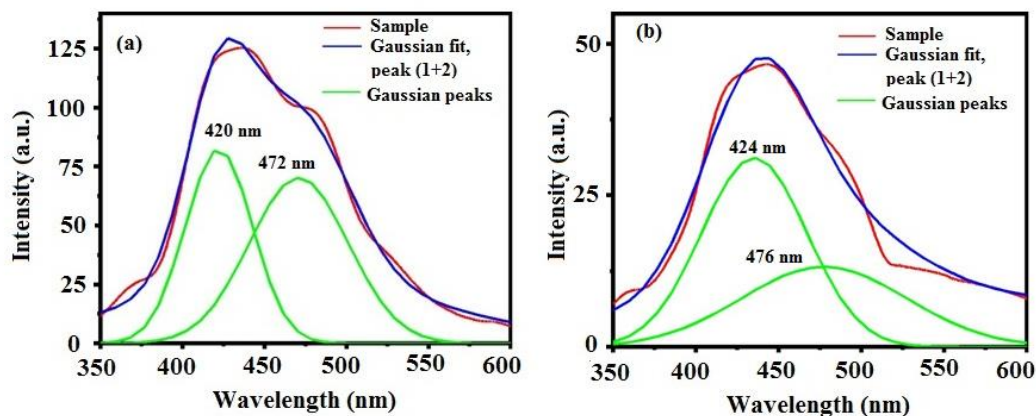 (a)
Sample
Gaussian fit,
peak (1+2)
Gaussian peaks
420 nm
472 nm
125
100
75
50
25
0
350 400 450 500 550 600
Intensity (a.u.)
Wavelength (nm)
(b)
Sample
Gaussian fit,
peak (1+2)
Gaussian peaks
424 nm
476 nm
50
25
0
350 400 450 500 550 600
Intensity (a.u.)
Wavelength (nm)